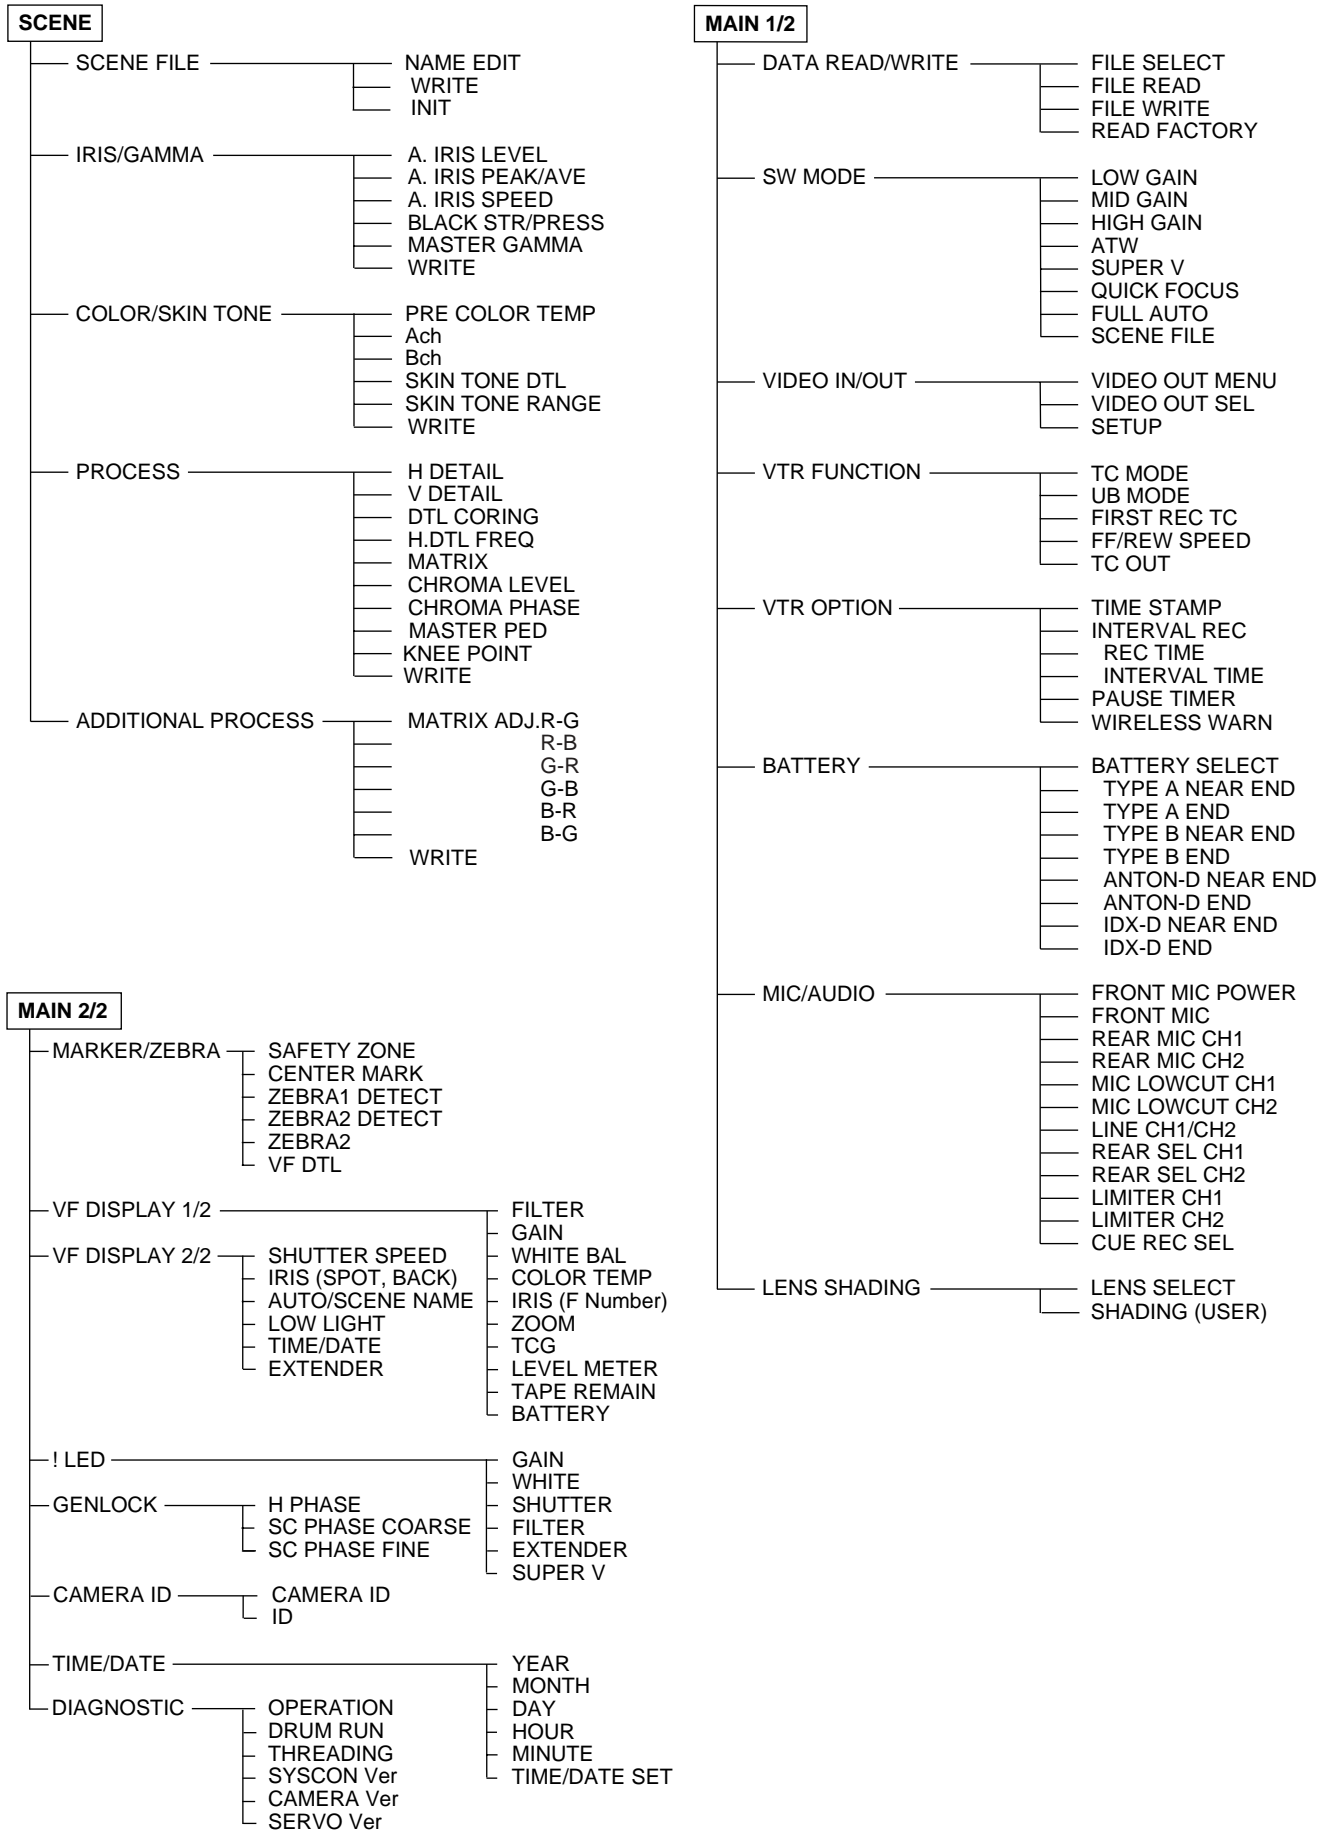 SCENE
SCENE FILE
NAME EDIT
WRITE
INIT
IRIS/GAMMA
A. IRIS LEVEL
A. IRIS PEAK/AVE
A. IRIS SPEED
BLACK STR/PRESS
MASTER GAMMA
WRITE
COLOR/SKIN TONE
PRE COLOR TEMP
Ach
Bch
SKIN TONE DTL
SKIN TONE RANGE
WRITE
PROCESS
H DETAIL
V DETAIL
DTL CORING
H.DTL FREQ
MATRIX
CHROMA LEVEL
CHROMA PHASE
MASTER PED
KNEE POINT
WRITE
ADDITIONAL PROCESS
MATRIX ADJ.R-G
R-B
G-R
G-B
B-R
B-G
WRITE
MAIN 1/2
DATA READ/WRITE
FILE SELECT
FILE READ
FILE WRITE
READ FACTORY
SW MODE
LOW GAIN
MID GAIN
HIGH GAIN
ATW
SUPER V
QUICK FOCUS
FULL AUTO
SCENE FILE
VIDEO IN/OUT
VIDEO OUT MENU
VIDEO OUT SEL
SETUP
VTR FUNCTION
TC MODE
UB MODE
FIRST REC TC
FF/REW SPEED
TC OUT
VTR OPTION
TIME STAMP
INTERVAL REC
REC TIME
INTERVAL TIME
PAUSE TIMER
WIRELESS WARN
BATTERY
BATTERY SELECT
TYPE A NEAR END
TYPE A END
TYPE B NEAR END
TYPE B END
ANTON-D NEAR END
ANTON-D END
IDX-D NEAR END
IDX-D END
MIC/AUDIO
FRONT MIC POWER
FRONT MIC
REAR MIC CH1
REAR MIC CH2
MIC LOWCUT CH1
MIC LOWCUT CH2
LINE CH1/CH2
REAR SEL CH1
REAR SEL CH2
LIMITER CH1
LIMITER CH2
CUE REC SEL
LENS SHADING
LENS SELECT
SHADING (USER)
MAIN 2/2
MARKER/ZEBRA
SAFETY ZONE
CENTER MARK
ZEBRA1 DETECT
ZEBRA2 DETECT
ZEBRA2
VF DTL
VF DISPLAY 1/2
FILTER
GAIN
WHITE BAL
COLOR TEMP
IRIS (F Number)
ZOOM
TCG
LEVEL METER
TAPE REMAIN
BATTERY
VF DISPLAY 2/2
SHUTTER SPEED
IRIS (SPOT, BACK)
AUTO/SCENE NAME
LOW LIGHT
TIME/DATE
EXTENDER
! LED
GAIN
WHITE
SHUTTER
FILTER
EXTENDER
SUPER V
GENLOCK
H PHASE
SC PHASE COARSE
SC PHASE FINE
CAMERA ID
CAMERA ID
ID
TIME/DATE
YEAR
MONTH
DAY
HOUR
MINUTE
TIME/DATE SET
DIAGNOSTIC
OPERATION
DRUM RUN
THREADING
SYSCON Ver
CAMERA Ver
SERVO Ver